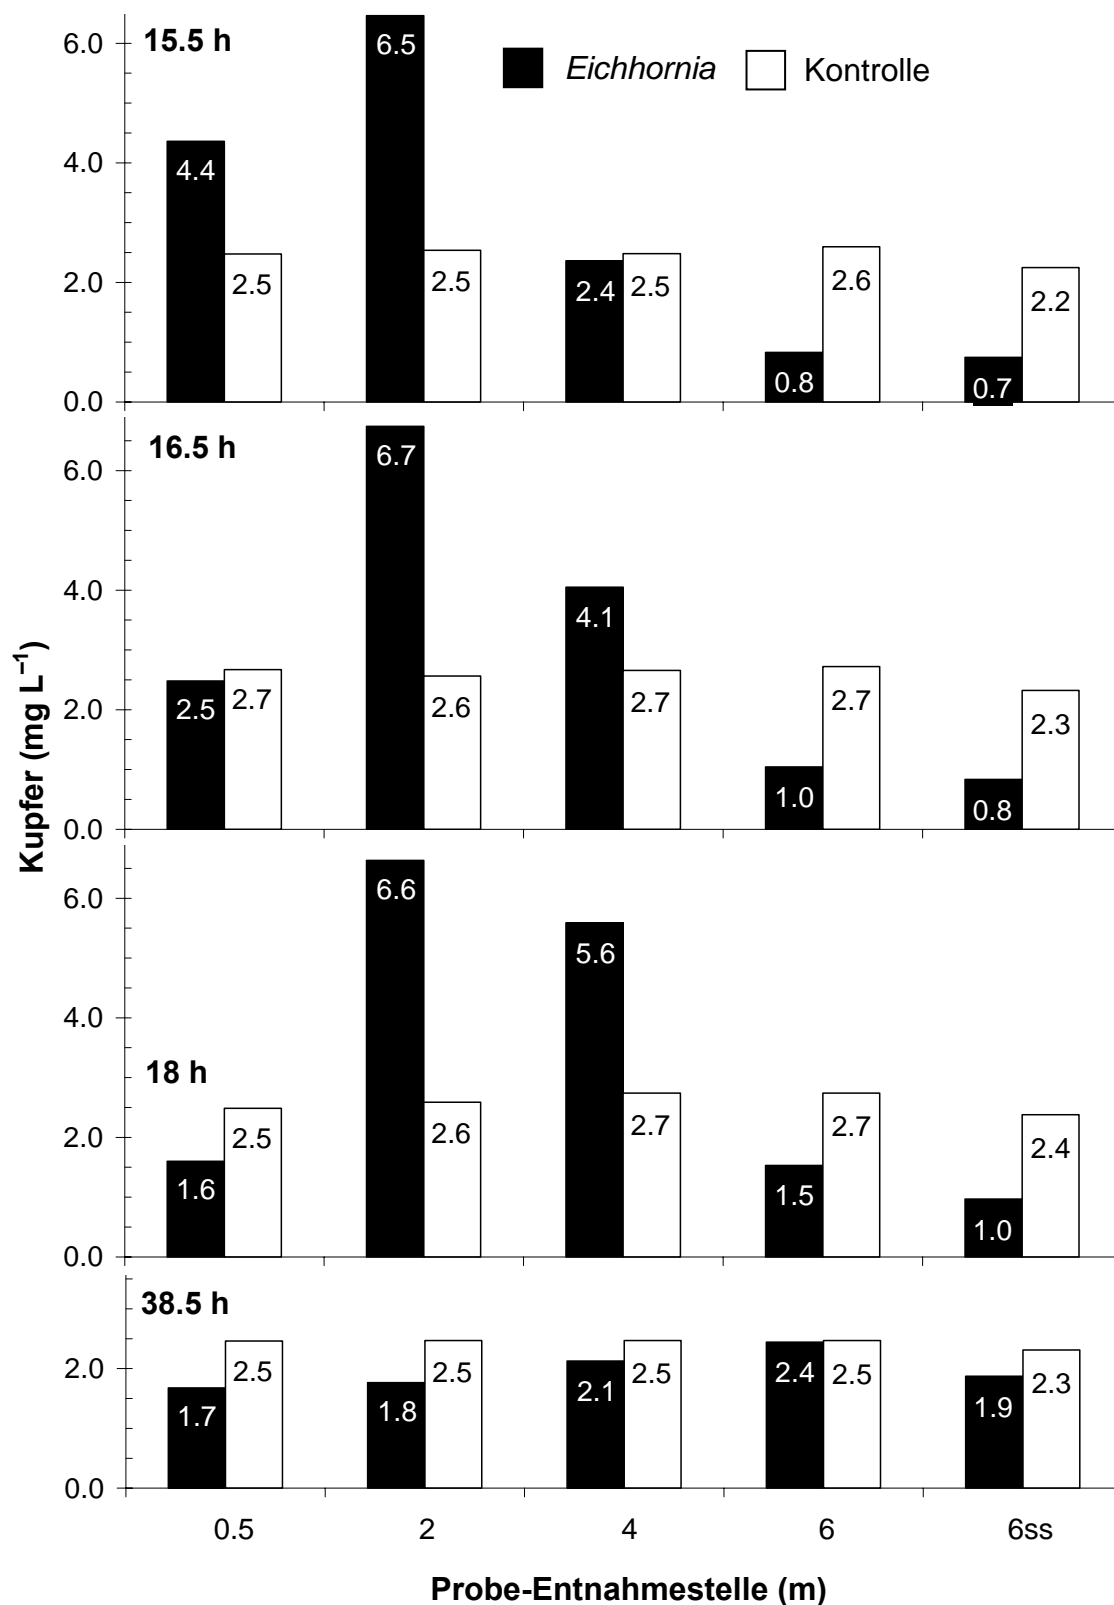 15.5 h
Eichhornia Kontrolle
6.0
4.0
2.0
0.0
4.4 2.5 6.5 2.5 2.4 2.5 0.8 2.6 0.7 2.2
16.5 h
6.0
4.0
2.0
0.0
2.5 2.7 6.7 2.6 4.1 2.7 1.0 2.7 0.8 2.3
Kupfer (mg L⁻¹)
18 h
6.0
4.0
2.0
0.0
1.6 2.5 6.6 2.6 5.6 2.7 1.5 2.7 1.0 2.4
38.5 h
2.0
0.0
1.7 2.5 1.8 2.5 2.1 2.5 2.4 2.5 1.9 2.3
0.5 2 4 6 6ss
Probe-Entnahmestelle (m)